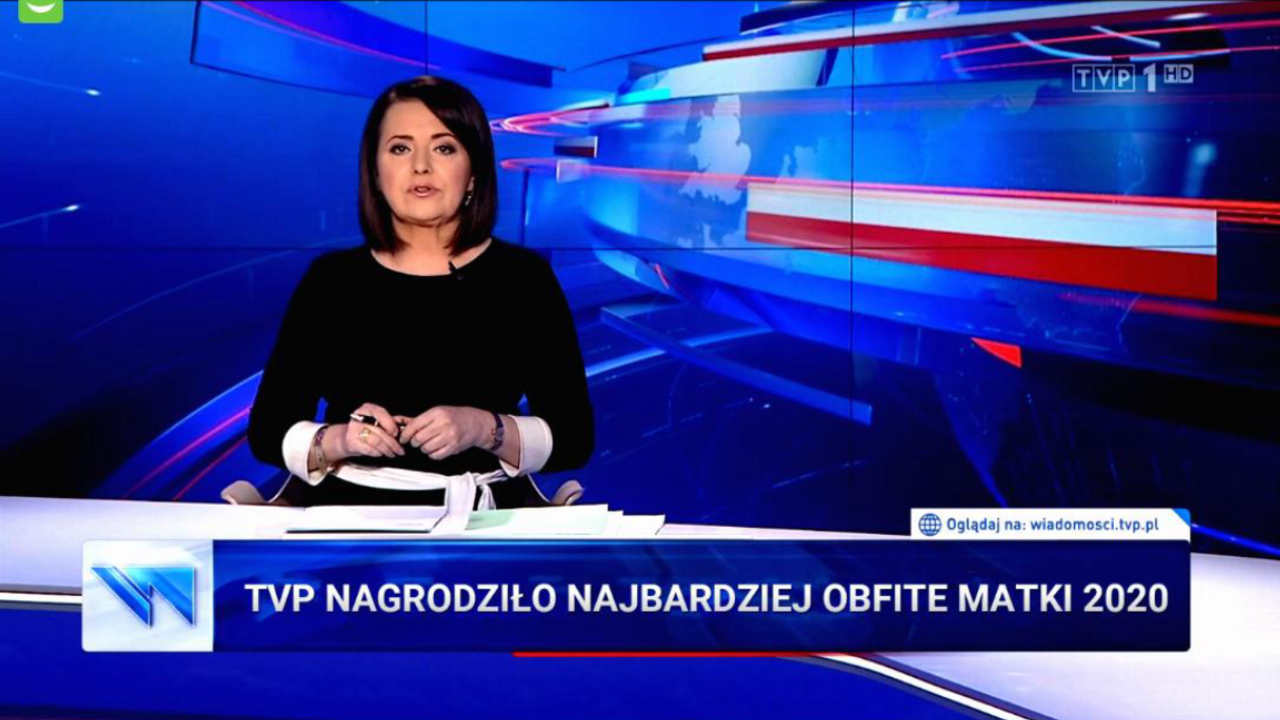 TVP 1 HD
Oglądaj na: wiadomosci.tvp.pl
TVP NAGRODZIŁO NAJBARDZIEJ OBFITE MATKI 2020